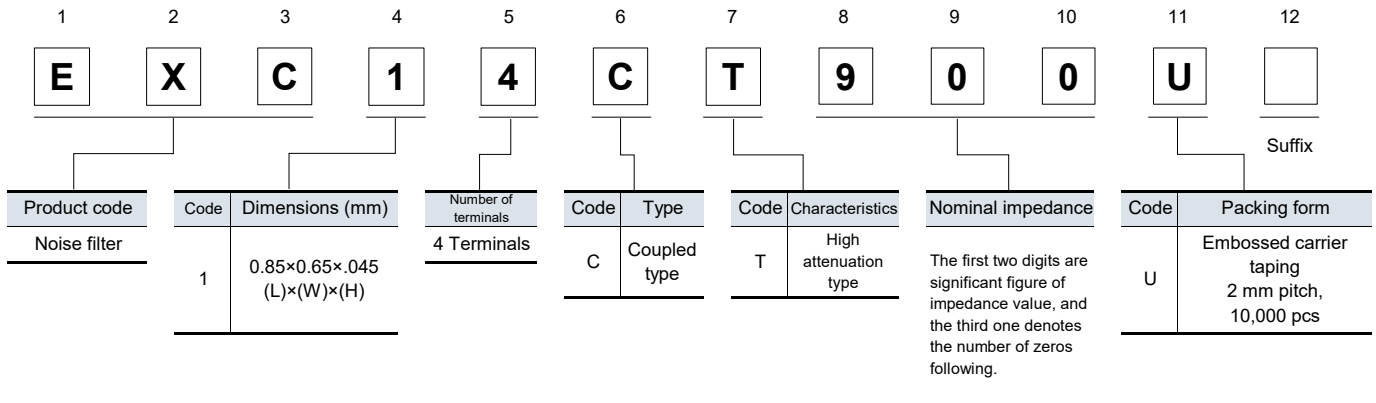 1 2 3 4 5 6 7 8 9 10 11 12
E X C 1 4 C T 9 0 0 U
Suffix
Product code
Noise filter
Code Dimensions (mm)
1
0.85×0.65×.045
(L)×(W)×(H)
Number of
terminals
4 Terminals
Code Type
C
Coupled
type
Code Characteristics
T
High
attenuation
type
Nominal impedance
The first two digits are
significant figure of
impedance value, and
the third one denotes
the number of zeros
following.
Code Packing form
U
Embossed carrier
taping
2 mm pitch,
10,000 pcs